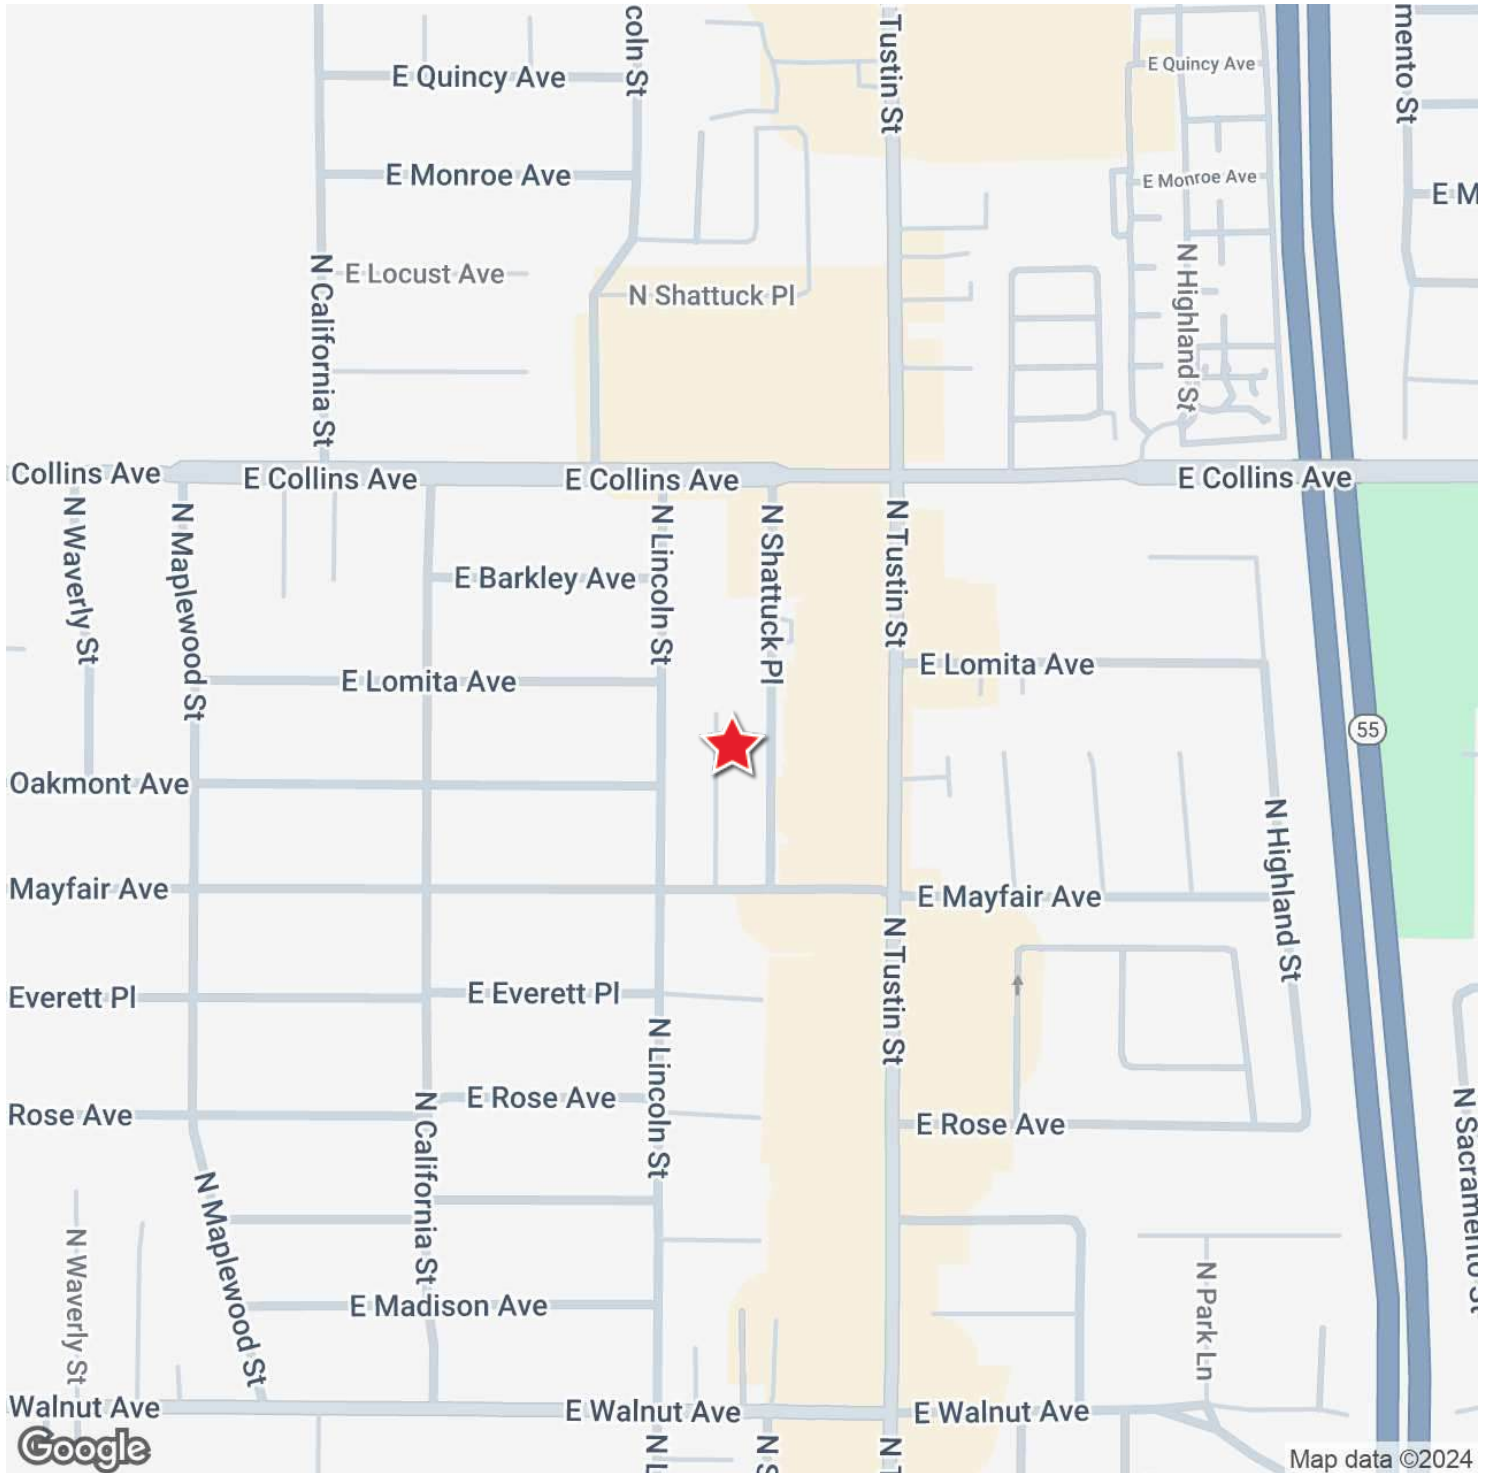 coln St
Tustin St
mento St
E Quincy Ave
E Quincy Ave
E Monroe Ave
E Monroe Ave
E M
N California St
E Locust Ave
N Shattuck Pl
N Highland St
Collins Ave
E Collins Ave
E Collins Ave
E Collins Ave
N Waverly St
N Maplewood St
N Lincoln St
N Shattuck Pl
N Tustin St
E Barkley Ave
E Lomita Ave
E Lomita Ave
55
Oakmont Ave
N Highland St
Mayfair Ave
E Mayfair Ave
N Tustin St
Everett Pl
E Everett Pl
N Lincoln St
Rose Ave
E Rose Ave
E Rose Ave
N California St
N Sacramento St
N Maplewood St
N Waverly St
N Park Ln
E Madison Ave
Walnut Ave
E Walnut Ave
E Walnut Ave
N L
N S
N T
Google
Map data ©2024